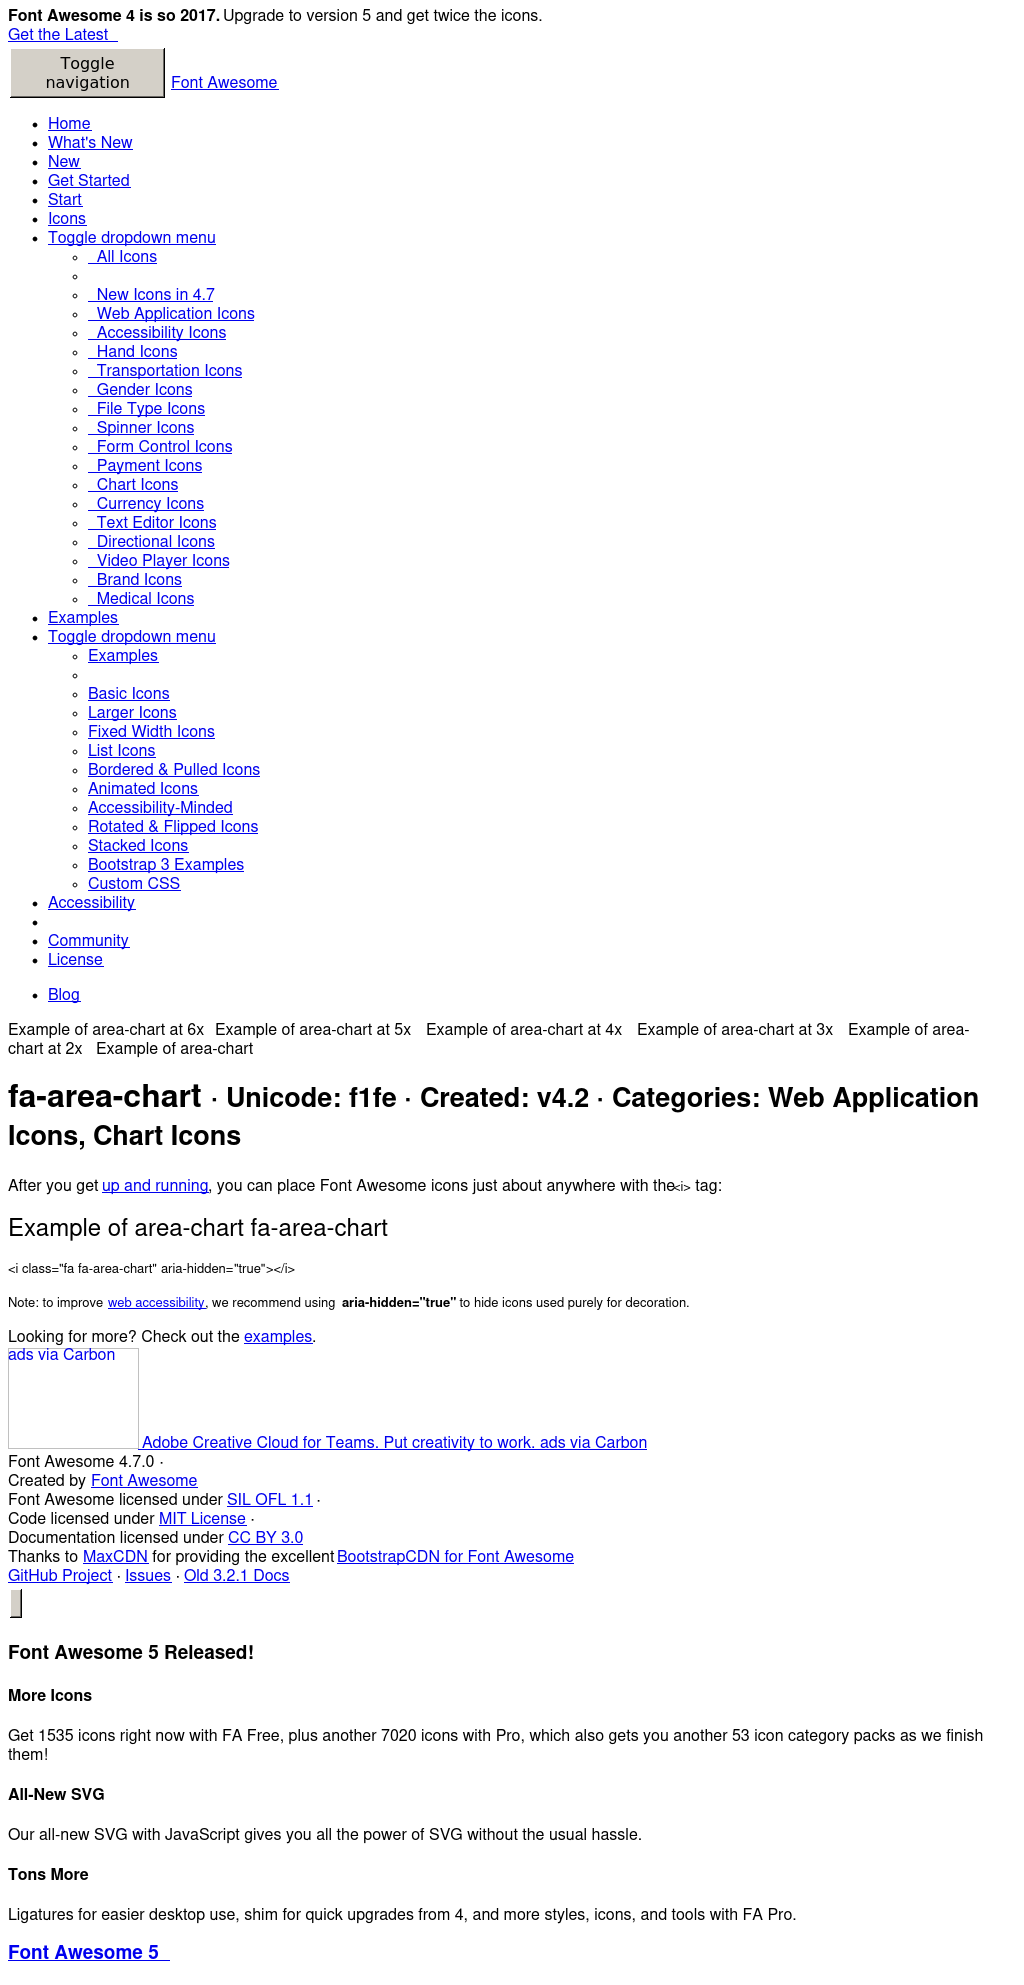 Font Awesome 4 is so 2017. Upgrade to version 5 and get twice the icons.
Get the Latest
Toggle
navigation
Font Awesome
Home
What's New
New
Get Started
Start
Icons
Toggle dropdown menu
All Icons
New Icons in 4.7
Web Application Icons
Accessibility Icons
Hand Icons
Transportation Icons
Gender Icons
File Type Icons
Spinner Icons
Form Control Icons
Payment Icons
Chart Icons
Currency Icons
Text Editor Icons
Directional Icons
Video Player Icons
Brand Icons
Medical Icons
Examples
Toggle dropdown menu
Examples
Basic Icons
Larger Icons
Fixed Width Icons
List Icons
Bordered & Pulled Icons
Animated Icons
Accessibility-Minded
Rotated & Flipped Icons
Stacked Icons
Bootstrap 3 Examples
Custom CSS
Accessibility
Community
License
Blog
Example of area-chart at 6x Example of area-chart at 5x Example of area-chart at 4x Example of area-chart at 3x Example of area-
chart at 2x Example of area-chart
fa-area-chart · Unicode: f1fe · Created: v4.2 · Categories: Web Application
Icons, Chart Icons
After you get up and running, you can place Font Awesome icons just about anywhere with the <i> tag:
Example of area-chart fa-area-chart
<i class="fa fa-area-chart" aria-hidden="true"></i>
Note: to improve web accessibility, we recommend using aria-hidden="true" to hide icons used purely for decoration.
Looking for more? Check out the examples.
ads via Carbon
Adobe Creative Cloud for Teams. Put creativity to work. ads via Carbon
Font Awesome 4.7.0 ·
Created by Font Awesome
Font Awesome licensed under SIL OFL 1.1 ·
Code licensed under MIT License ·
Documentation licensed under CC BY 3.0
Thanks to MaxCDN for providing the excellent BootstrapCDN for Font Awesome
GitHub Project · Issues · Old 3.2.1 Docs
Font Awesome 5 Released!
More Icons
Get 1535 icons right now with FA Free, plus another 7020 icons with Pro, which also gets you another 53 icon category packs as we finish
them!
All-New SVG
Our all-new SVG with JavaScript gives you all the power of SVG without the usual hassle.
Tons More
Ligatures for easier desktop use, shim for quick upgrades from 4, and more styles, icons, and tools with FA Pro.
Font Awesome 5